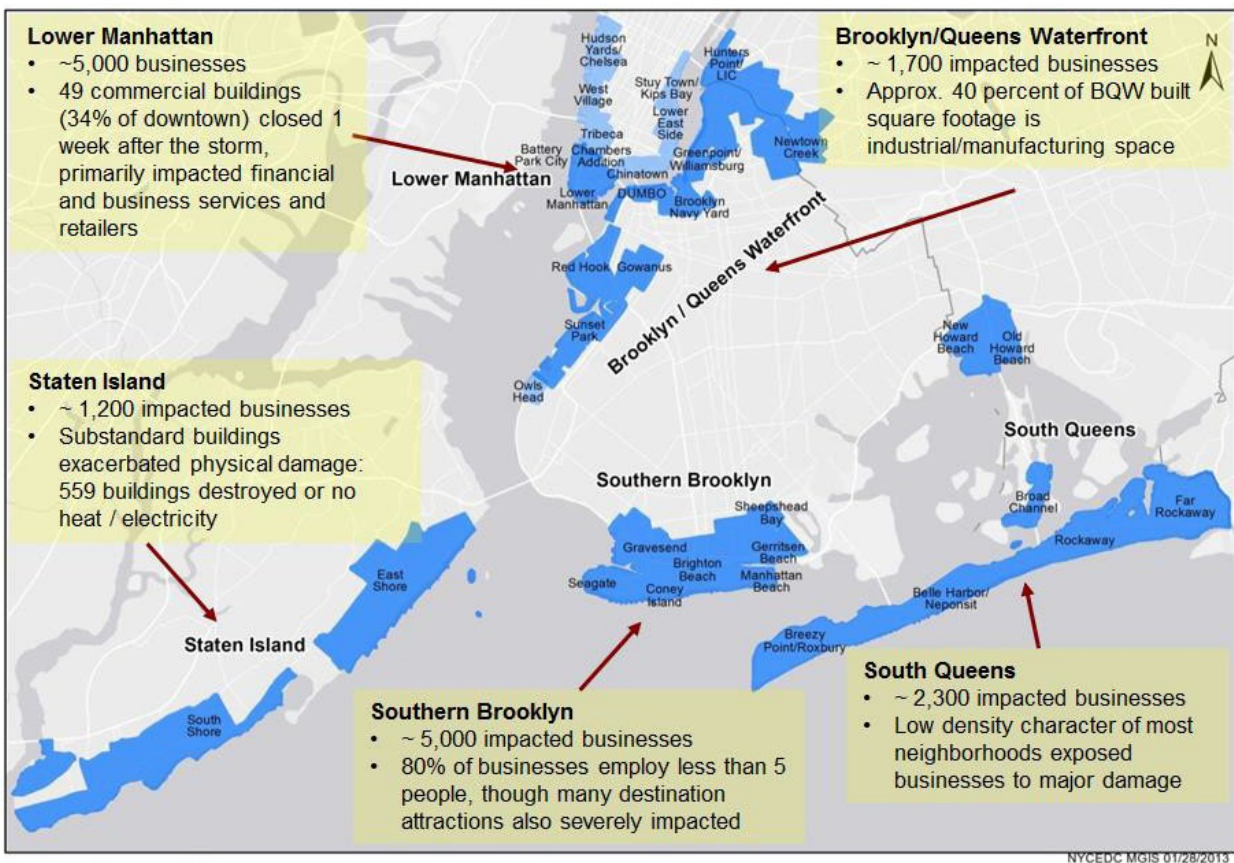 Lower Manhattan
• ~5,000 businesses
• 49 commercial buildings
(34% of downtown) closed 1
week after the storm,
primarily impacted financial
and business services and
retailers
Brooklyn/Queens Waterfront
• ~ 1,700 impacted businesses
• Approx. 40 percent of BQW built
square footage is
industrial/manufacturing space
N
Hudson
Yards/
Chelsea
Hunters
Point/
LIC
West
Village
Stuy Town/
Kips Bay
Lower
East
Side
Tribeca
Battery
Park City
Chambers
Addition
Chinatown
Greenpoint/
Williamsburg
Newtown
Creek
Lower Manhattan
Lower
Manhattan
DUMBO
Brooklyn
Navy Yard
Brooklyn / Queens Waterfront
Red Hook
Gowanus
Sunset
Park
Owls
Head
New
Howard
Beach
Old
Howard
Beach
Staten Island
• ~ 1,200 impacted businesses
• Substandard buildings
exacerbated physical damage:
559 buildings destroyed or no
heat / electricity
South Queens
Southern Brooklyn
Sheepshead
Bay
Broad
Channel
Far
Rockaway
Rockaway
Gravesend
Gerritsen
Beach
Brighton
Beach
Manhattan
Beach
Seagate
Coney
Island
East
Shore
Belle Harbor/
Neponsit
Breezy
Point/Roxbury
Staten Island
South
Shore
Southern Brooklyn
• ~ 5,000 impacted businesses
• 80% of businesses employ less than 5
people, though many destination
attractions also severely impacted
South Queens
• ~ 2,300 impacted businesses
• Low density character of most
neighborhoods exposed
businesses to major damage
NYCEDC MGIS 01/28/2013